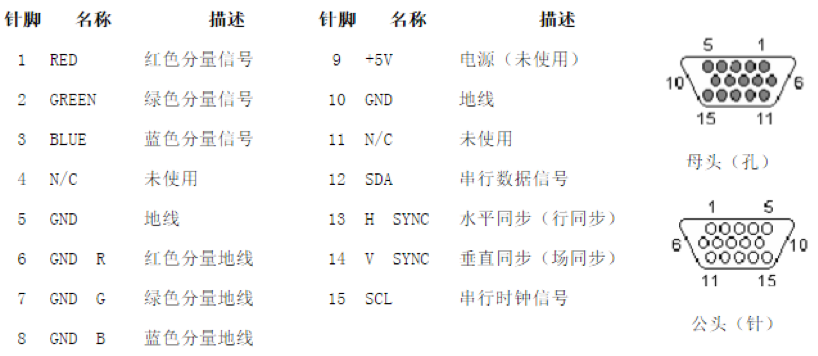 针脚 名称 描述 针脚 名称 描述
1 RED 红色分量信号 9 +5V 电源（未使用）
2 GREEN 绿色分量信号 10 GND 地线
3 BLUE 蓝色分量信号 11 N/C 未使用
4 N/C 未使用 12 SDA 串行数据信号
5 GND 地线 13 H SYNC 水平同步（行同步）
6 GND R 红色分量地线 14 V SYNC 垂直同步（场同步）
7 GND G 绿色分量地线 15 SCL 串行时钟信号
8 GND B 蓝色分量地线
5 1
10 6
15 11
母头（孔）
1 5
6 10
11 15
公头（针）